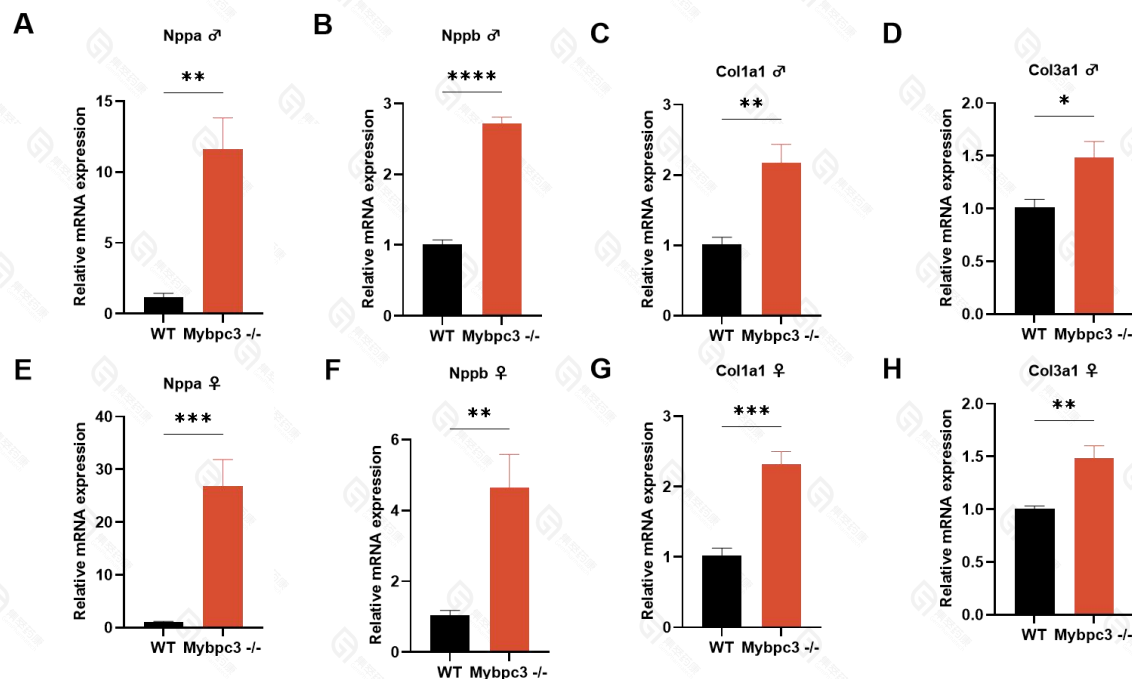 A
Nppa ♂
**
Relative mRNA expression
15
10
5
0
WT Mybpc3 -/-
B
Nppb ♂
****
Relative mRNA expression
3
2
1
0
WT Mybpc3 -/-
C
Col1a1 ♂
**
Relative mRNA expression
3
2
1
0
WT Mybpc3 -/-
D
Col3a1 ♂
*
Relative mRNA expression
2.0
1.5
1.0
0.5
0.0
WT Mybpc3 -/-
E
Nppa ♀
***
Relative mRNA expression
40
30
20
10
0
WT Mybpc3 -/-
F
Nppb ♀
**
Relative mRNA expression
6
4
2
0
WT Mybpc3 -/-
G
Col1a1 ♀
***
Relative mRNA expression
3
2
1
0
WT Mybpc3 -/-
H
Col3a1 ♀
**
Relative mRNA expression
2.0
1.5
1.0
0.5
0.0
WT Mybpc3 -/-